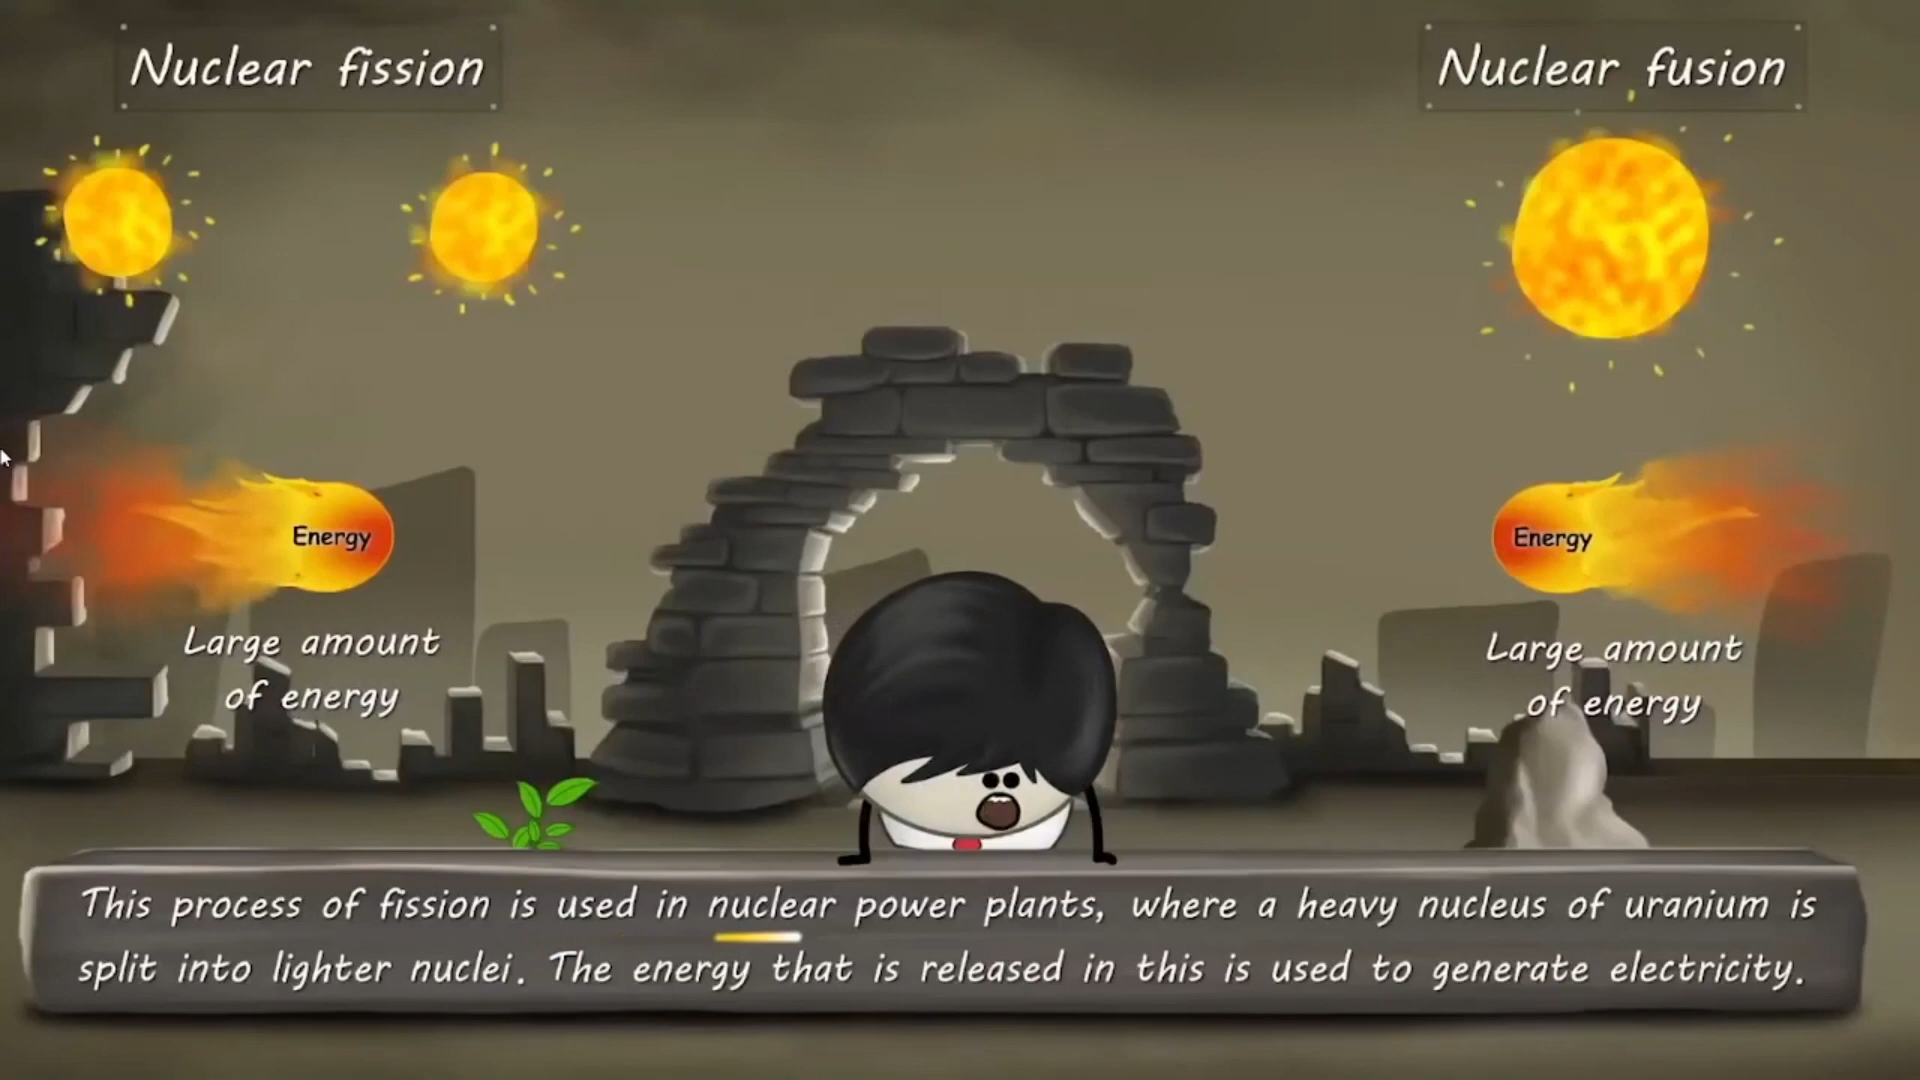 Nuclear fission
Nuclear fusion
Energy
Energy
Large amount
of energy
Large amount
of energy
This process of fission is used in nuclear power plants, where a heavy nucleus of uranium is
split into lighter nuclei. The energy that is released in this is used to generate electricity.